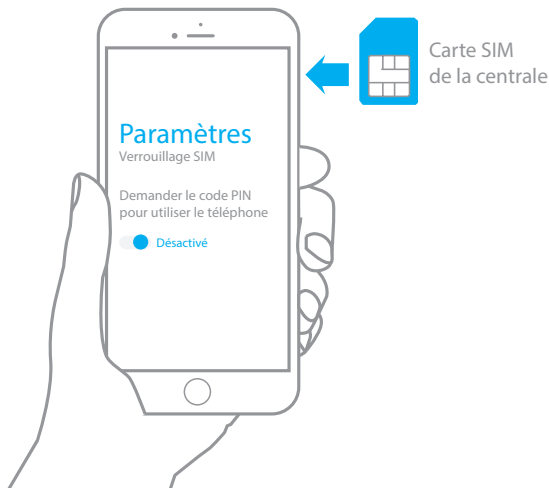 Carte SIM
de la centrale
Paramètres
Verrouillage SIM
Demander le code PIN
pour utiliser le téléphone
Désactivé